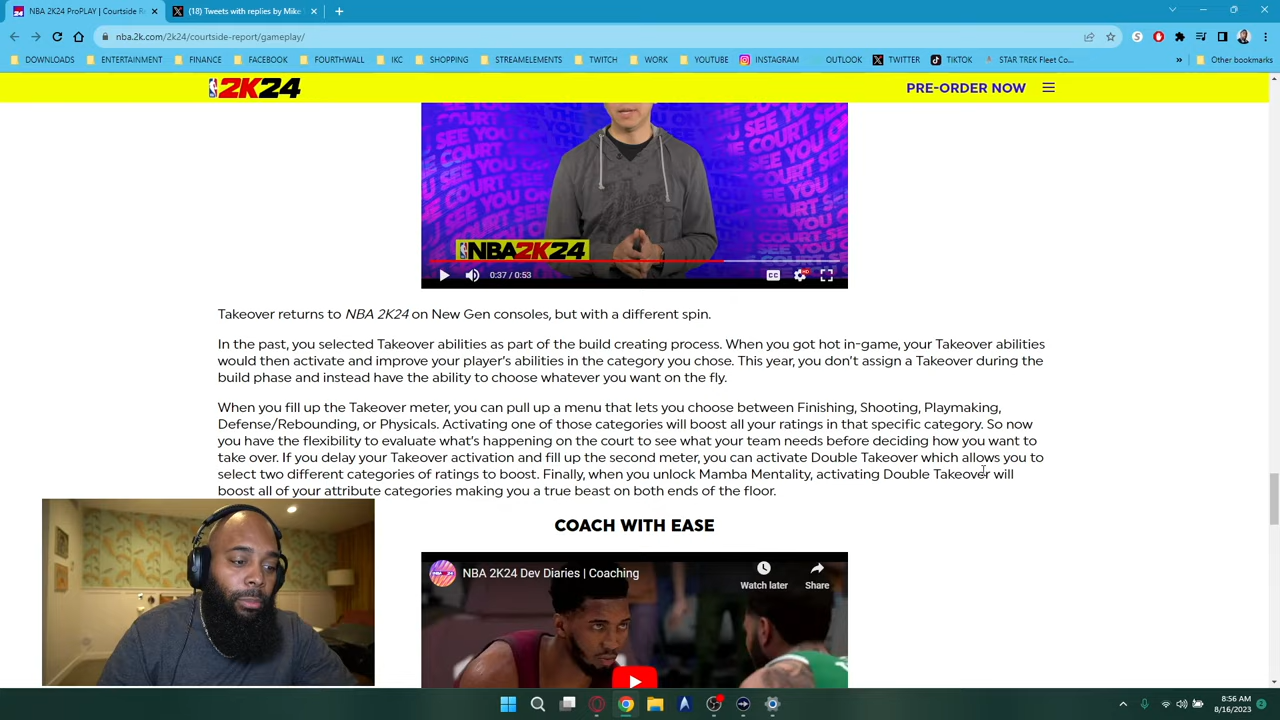 NBA 2K24 ProPLAY | Courtside Re
(18) Tweets with replies by Mike
nba.2k.com/2k24/courtside-report/gameplay/
DOWNLOADS
ENTERTAINMENT
FINANCE
FACEBOOK
FOURTHWALL
IKC
SHOPPING
STREAMELEMENTS
TWITCH
WORK
YOUTUBE
INSTAGRAM
OUTLOOK
TWITTER
TIKTOK
STAR TREK Fleet Co...
Other bookmarks
NBA 2K24
PRE-ORDER NOW
NBA2K24
0:37 / 0:53
CC
HD
Takeover returns to NBA 2K24 on New Gen consoles, but with a different spin.
In the past, you selected Takeover abilities as part of the build creating process. When you got hot in-game, your Takeover abilities
would then activate and improve your player's abilities in the category you chose. This year, you don't assign a Takeover during the
build phase and instead have the ability to choose whatever you want on the fly.
When you fill up the Takeover meter, you can pull up a menu that lets you choose between Finishing, Shooting, Playmaking,
Defense/Rebounding, or Physicals. Activating one of those categories will boost all your ratings in that specific category. So now
you have the flexibility to evaluate what's happening on the court to see what your team needs before deciding how you want to
take over. If you delay your Takeover activation and fill up the second meter, you can activate Double Takeover which allows you to
select two different categories of ratings to boost. Finally, when you unlock Mamba Mentality, activating Double Takeover will
boost all of your attribute categories making you a true beast on both ends of the floor.
COACH WITH EASE
NBA 2K24 Dev Diaries | Coaching
Watch later
Share
8:56 AM
8/16/2023